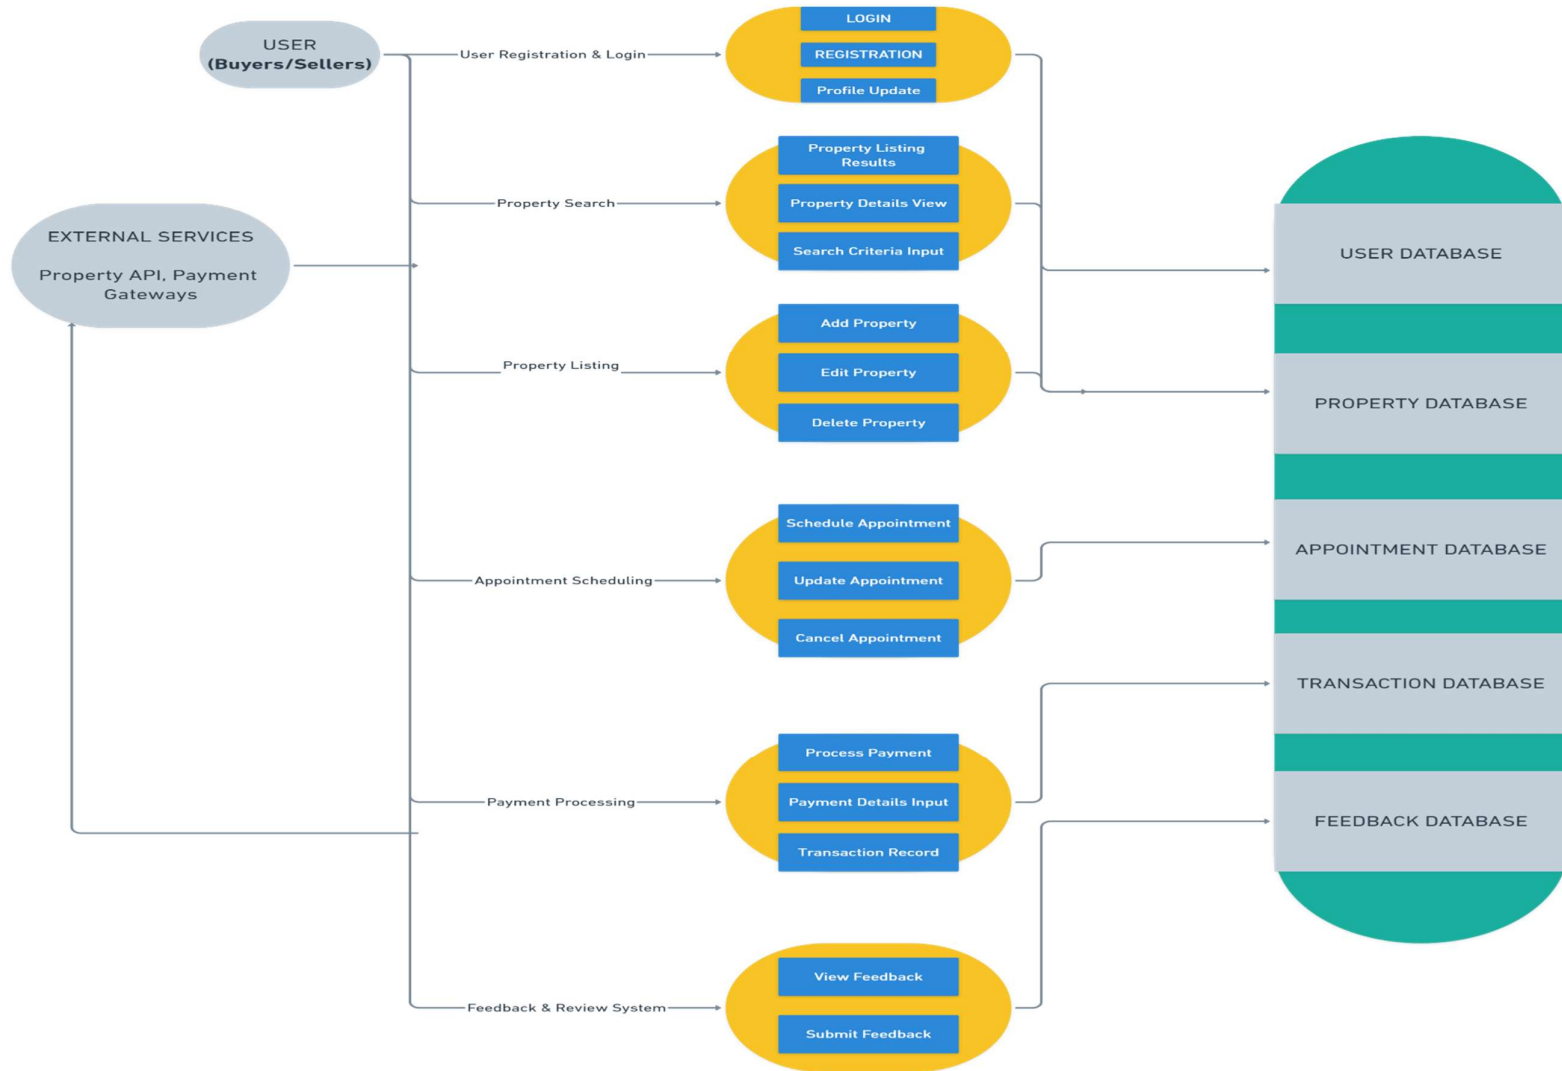 USER
(Buyers/Sellers)
User Registration & Login
LOGIN
REGISTRATION
Profile Update
Property Listing
Results
Property Search
Property Details View
Search Criteria Input
EXTERNAL SERVICES
Property API, Payment
Gateways
USER DATABASE
Add Property
Property Listing
Edit Property
Delete Property
PROPERTY DATABASE
Schedule Appointment
Appointment Scheduling
Update Appointment
Cancel Appointment
APPOINTMENT DATABASE
TRANSACTION DATABASE
Process Payment
Payment Processing
Payment Details Input
Transaction Record
FEEDBACK DATABASE
View Feedback
Feedback & Review System
Submit Feedback